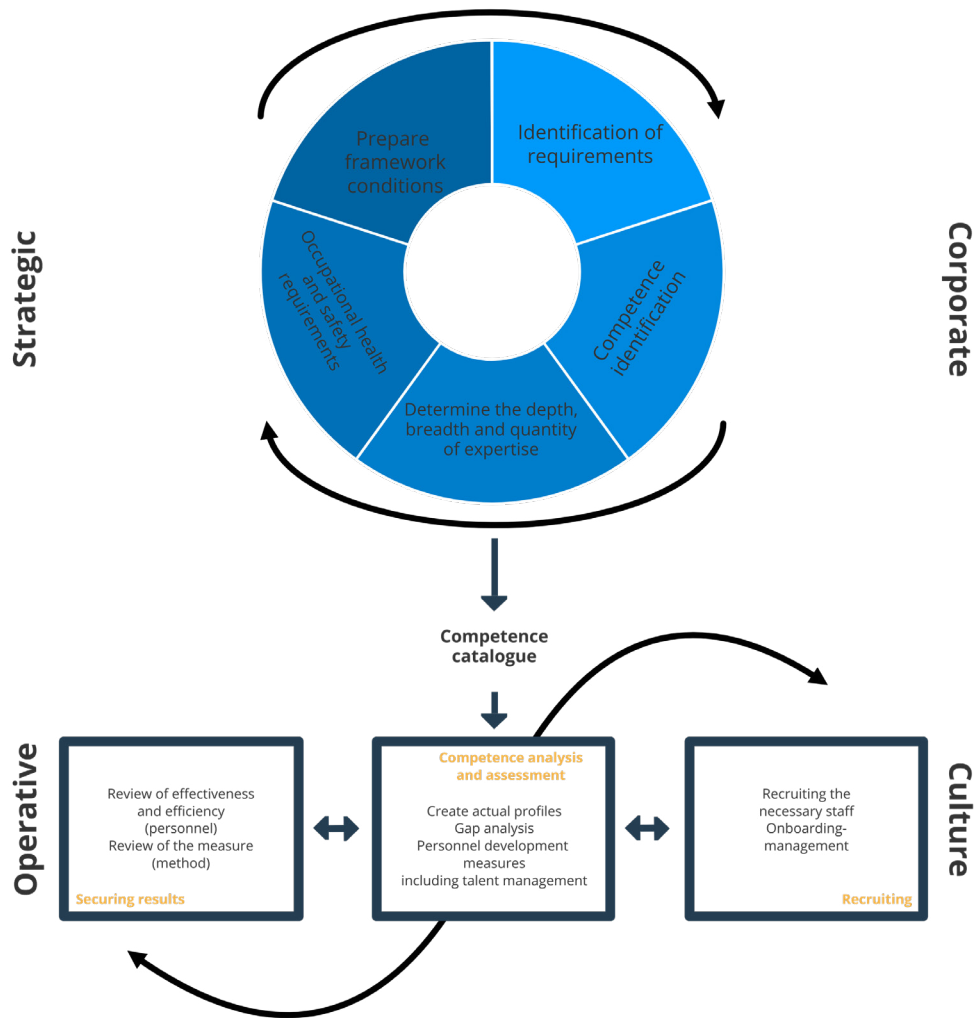 Prepare
framework
conditions
Identification of
requirements
Strategic
Occupational health
and safety
requirements
Competence
identification
Corporate
Determine the depth,
breadth and quantity
of expertise
Competence
catalogue
Operative
Review of effectiveness
and efficiency
(personnel)
Review of the measure
(method)
Securing results
Competence analysis
and assessment
Create actual profiles
Gap analysis
Personnel development
measures
including talent management
Recruiting the
necessary staff
Onboarding-
management
Recruiting
Culture